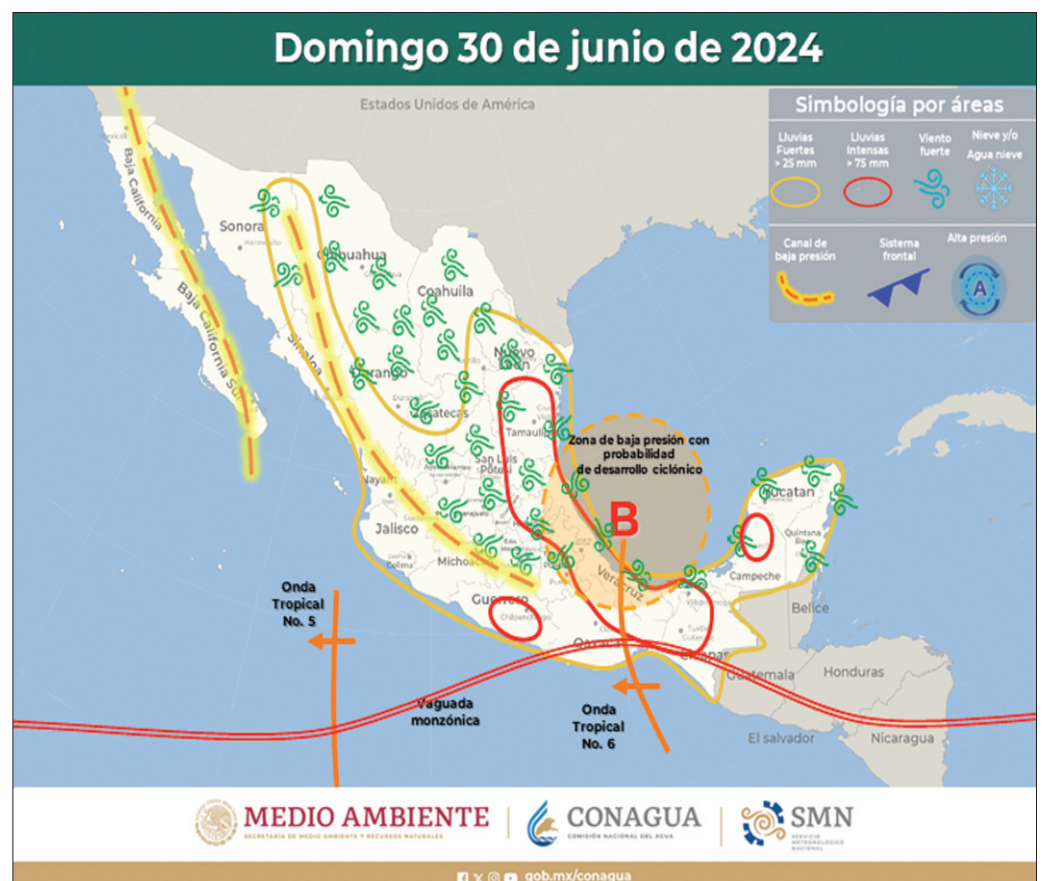 Domingo 30 de junio de 2024
Estados Unidos de América
Simbología por áreas
Lluvias
Fuertes
> 25 mm
Lluvias
Intensas
> 75 mm
Viento
fuerte
Nieve y/o
Agua nieve
Canal de
baja presión
Sistema
frontal
Alta presión
A
Baja California
Baja California Sur
Sonora
Chihuahua
Coahuila
Sinaloa
Durango
Nuevo
León
Zacatecas
Tamaulipas
San Luis
Potosí
Nayarit
Jalisco
Colima
Michoacán
Guerrero
Chilpancingo
Oaxaca
Veracruz
Chiapas
Campeche
Yucatan
Quintana
Roo
Zona de baja presión con
probabilidad
de desarrollo ciclónico
B
Onda
Tropical
No. 5
Vaguada
monzónica
Onda
Tropical
No. 6
Belice
Guatemala
Honduras
El salvador
Nicaragua
MEDIO AMBIENTE
SECRETARÍA DE MEDIO AMBIENTE Y RECURSOS NATURALES
CONAGUA
COMISIÓN NACIONAL DEL AGUA
SMN
SERVICIO
METEOROLÓGICO
NACIONAL
gob.mx/conagua